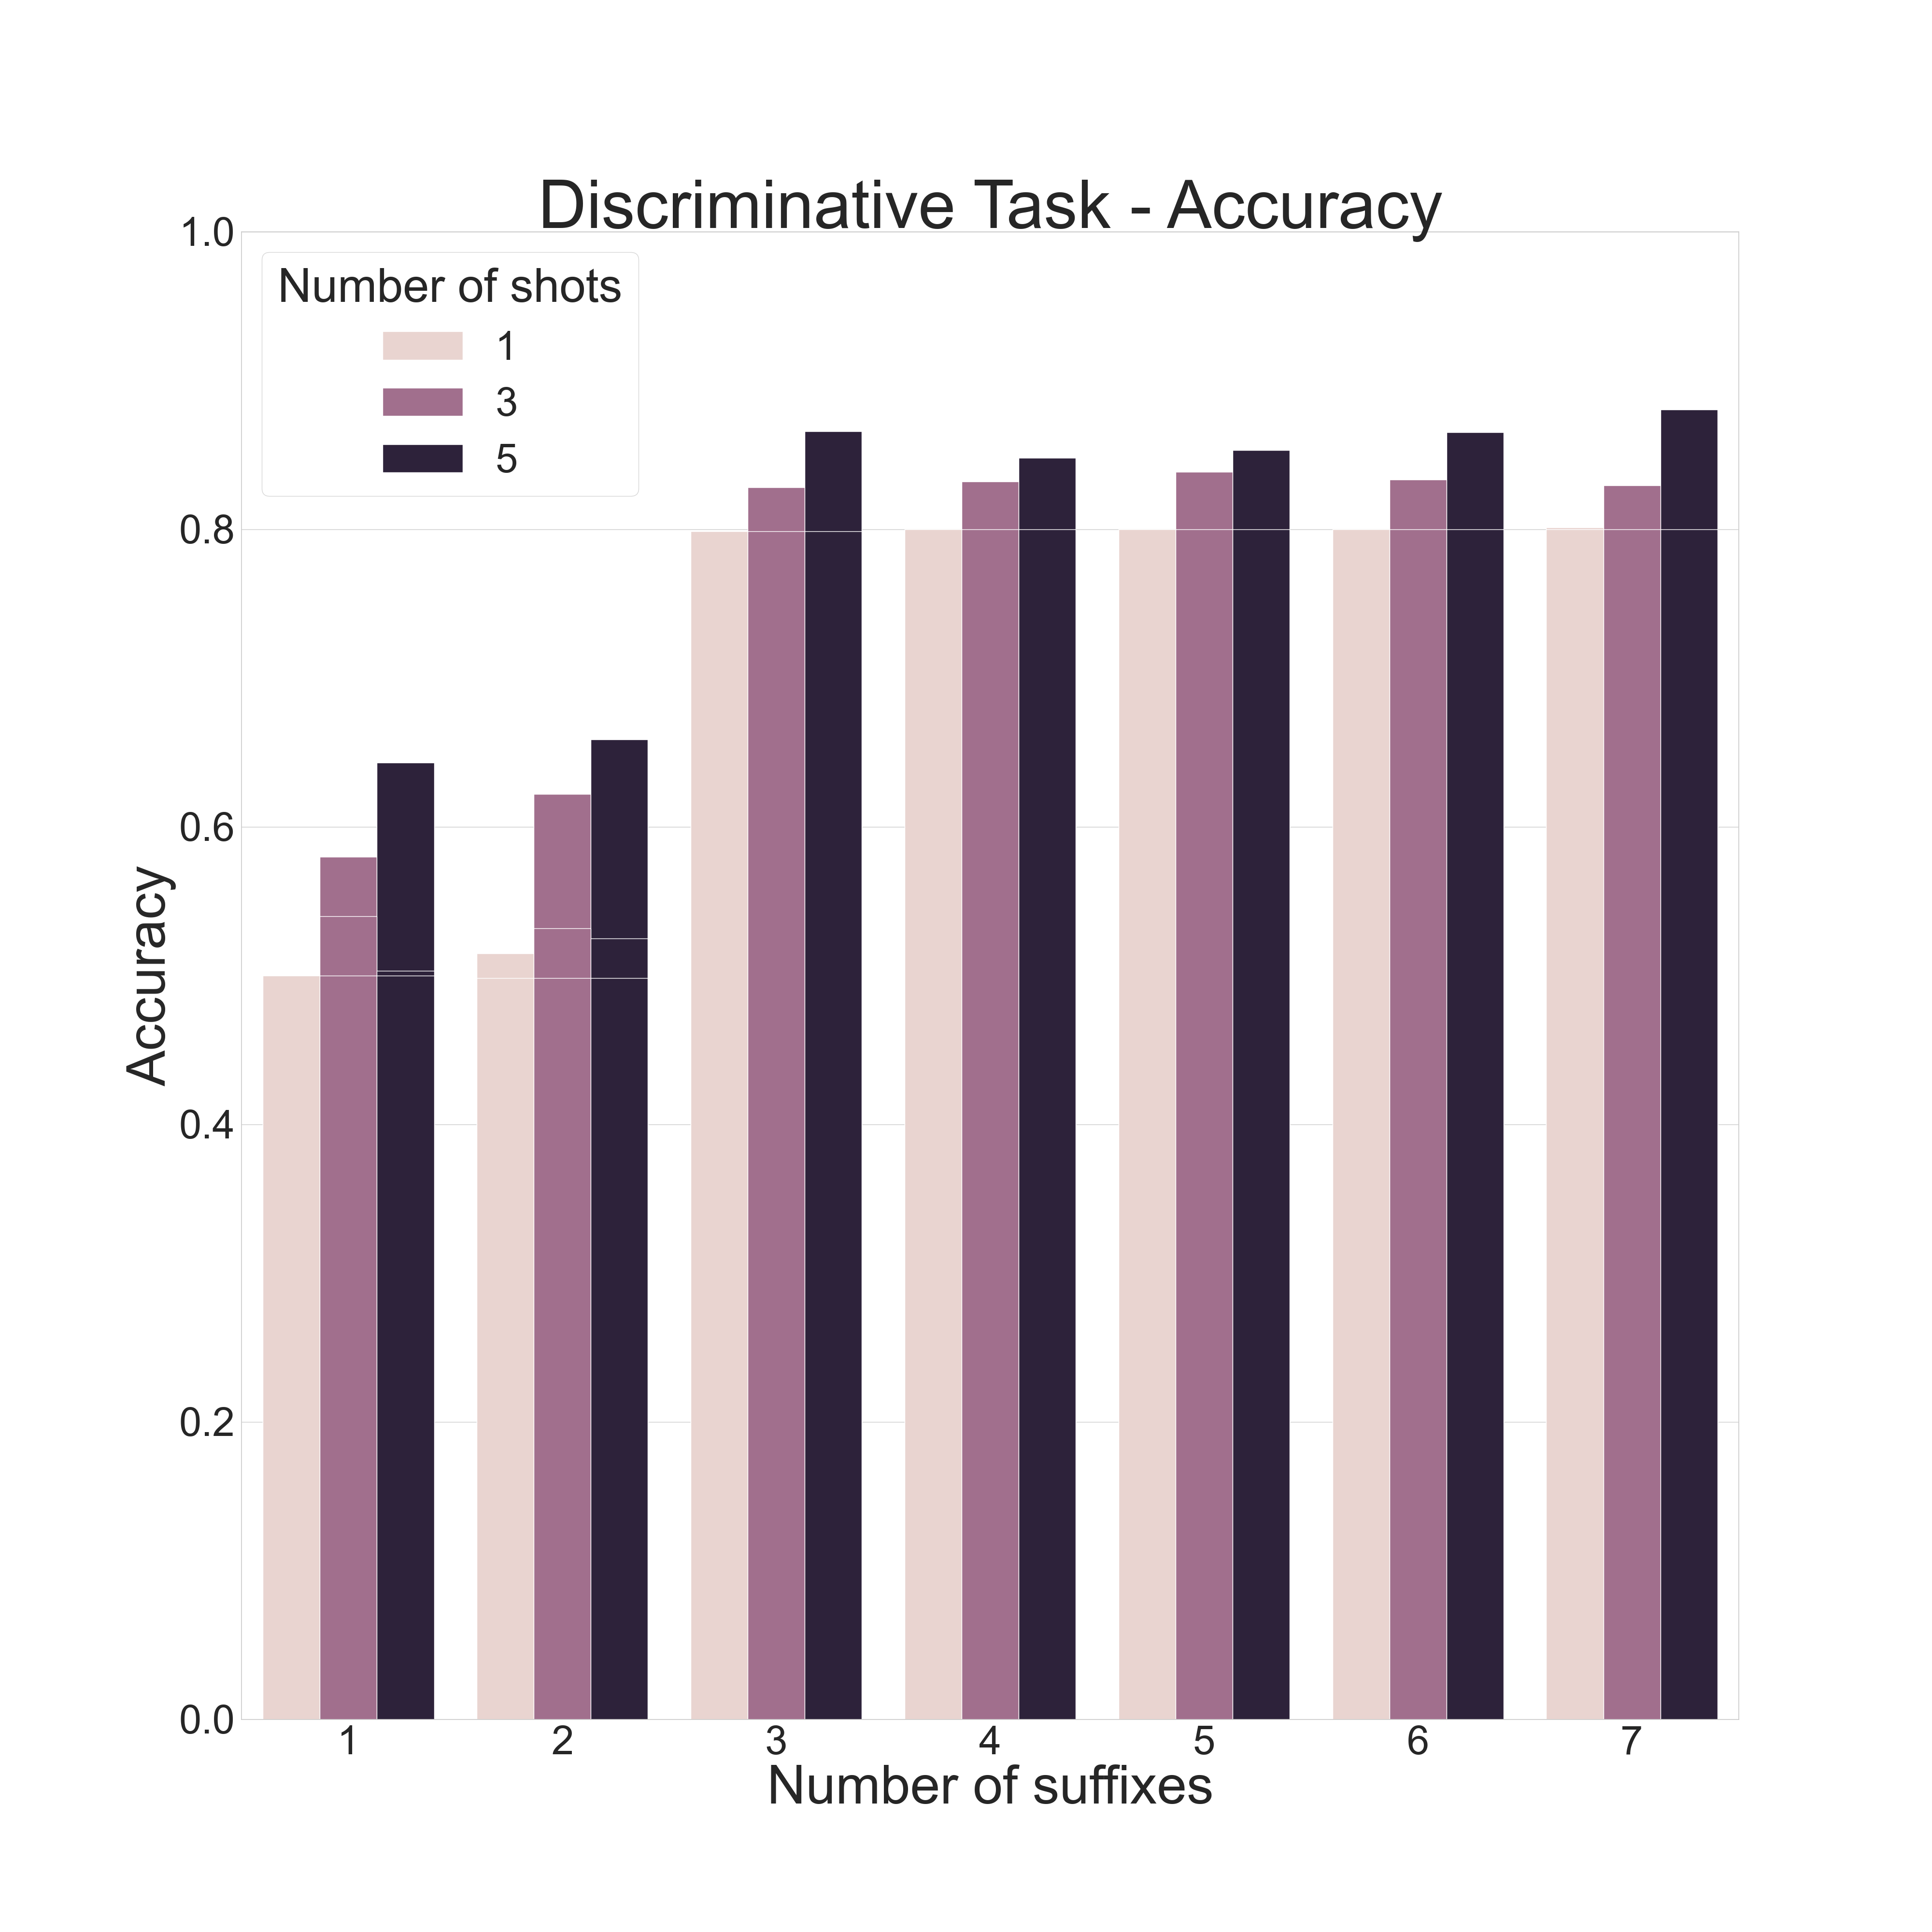 Discriminative Task - Accuracy
1.0
Number of shots
1
3
5
0.8
0.6
0.4
0.2
0.0
Accuracy
1 2 3 4 5 6 7
Number of suffixes